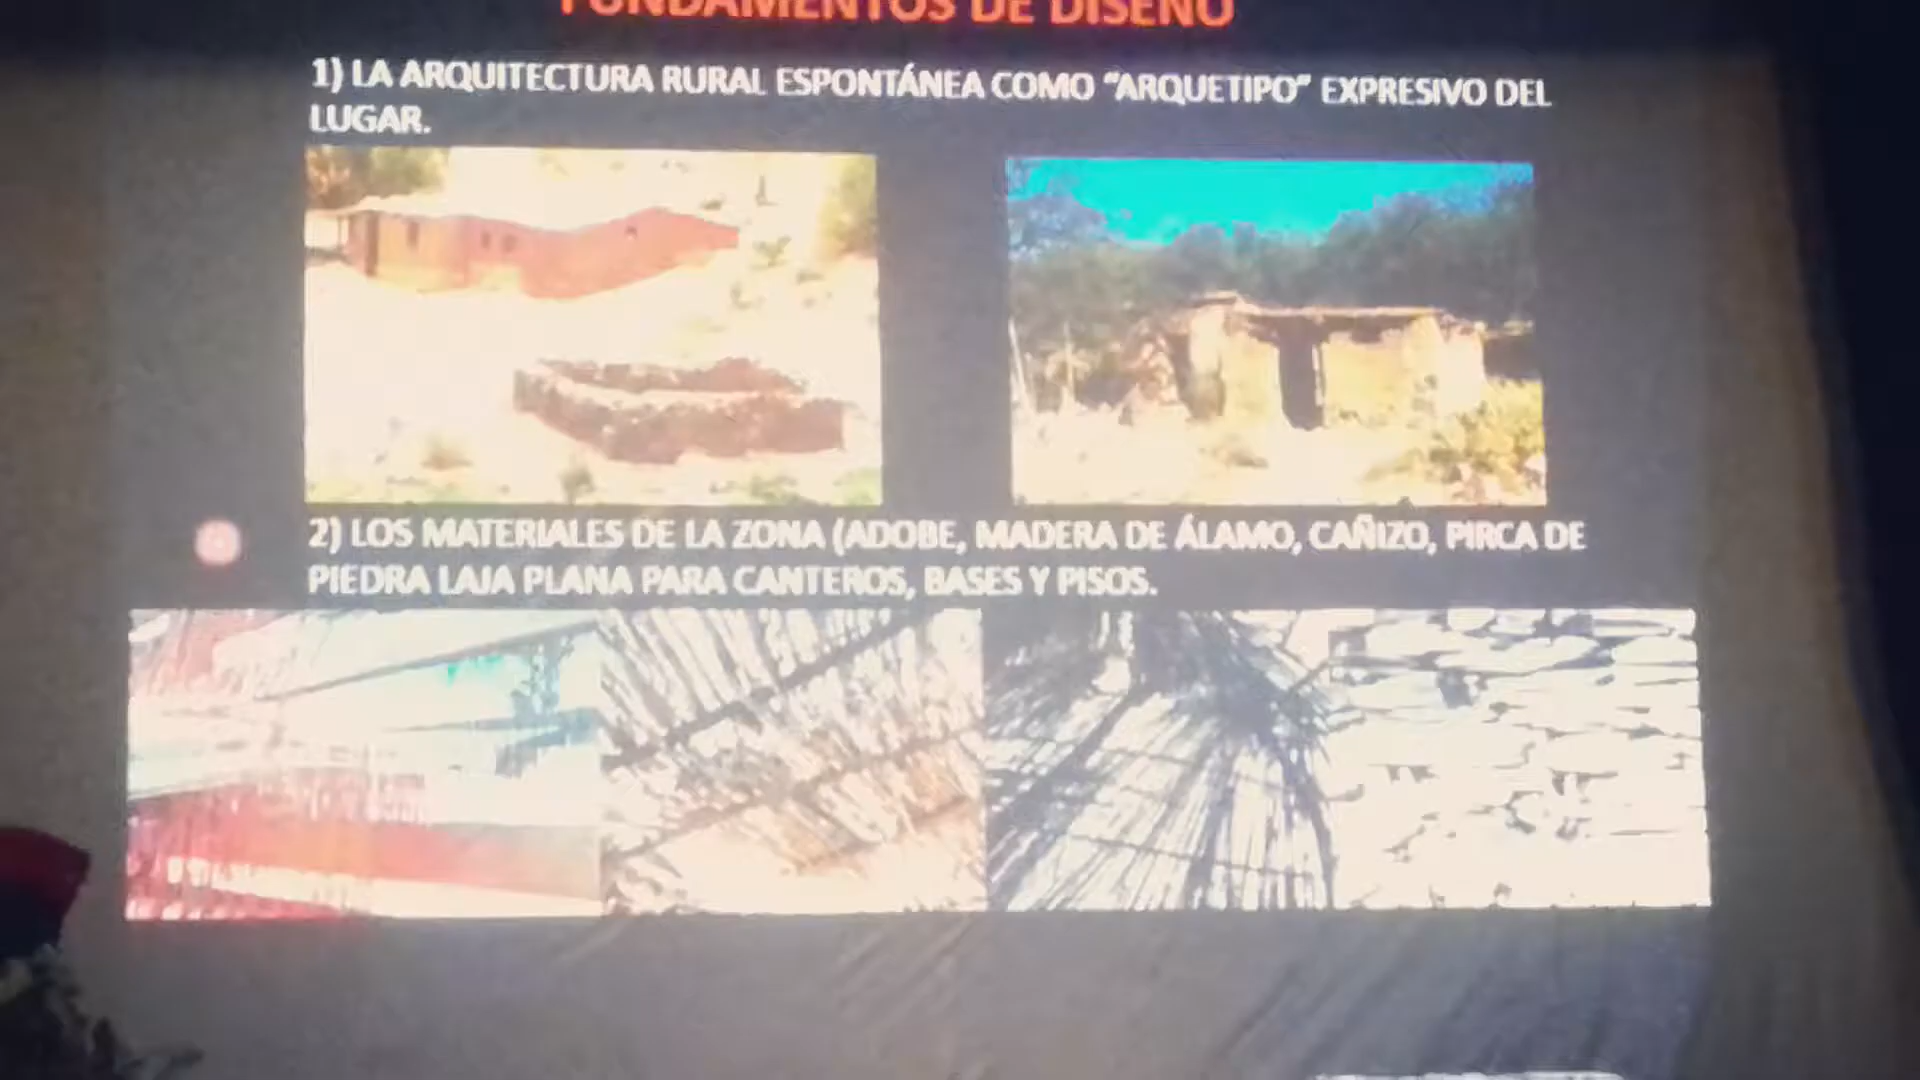 FUNDAMENTOS DE DISEÑO
1) LA ARQUITECTURA RURAL ESPONTÁNEA COMO "ARQUETIPO" EXPRESIVO DEL
LUGAR.
2) LOS MATERIALES DE LA ZONA (ADOBE, MADERA DE ÁLAMO, CAÑIZO, PIRCA DE
PIEDRA LAJA PLANA PARA CANTEROS, BASES Y PISOS.